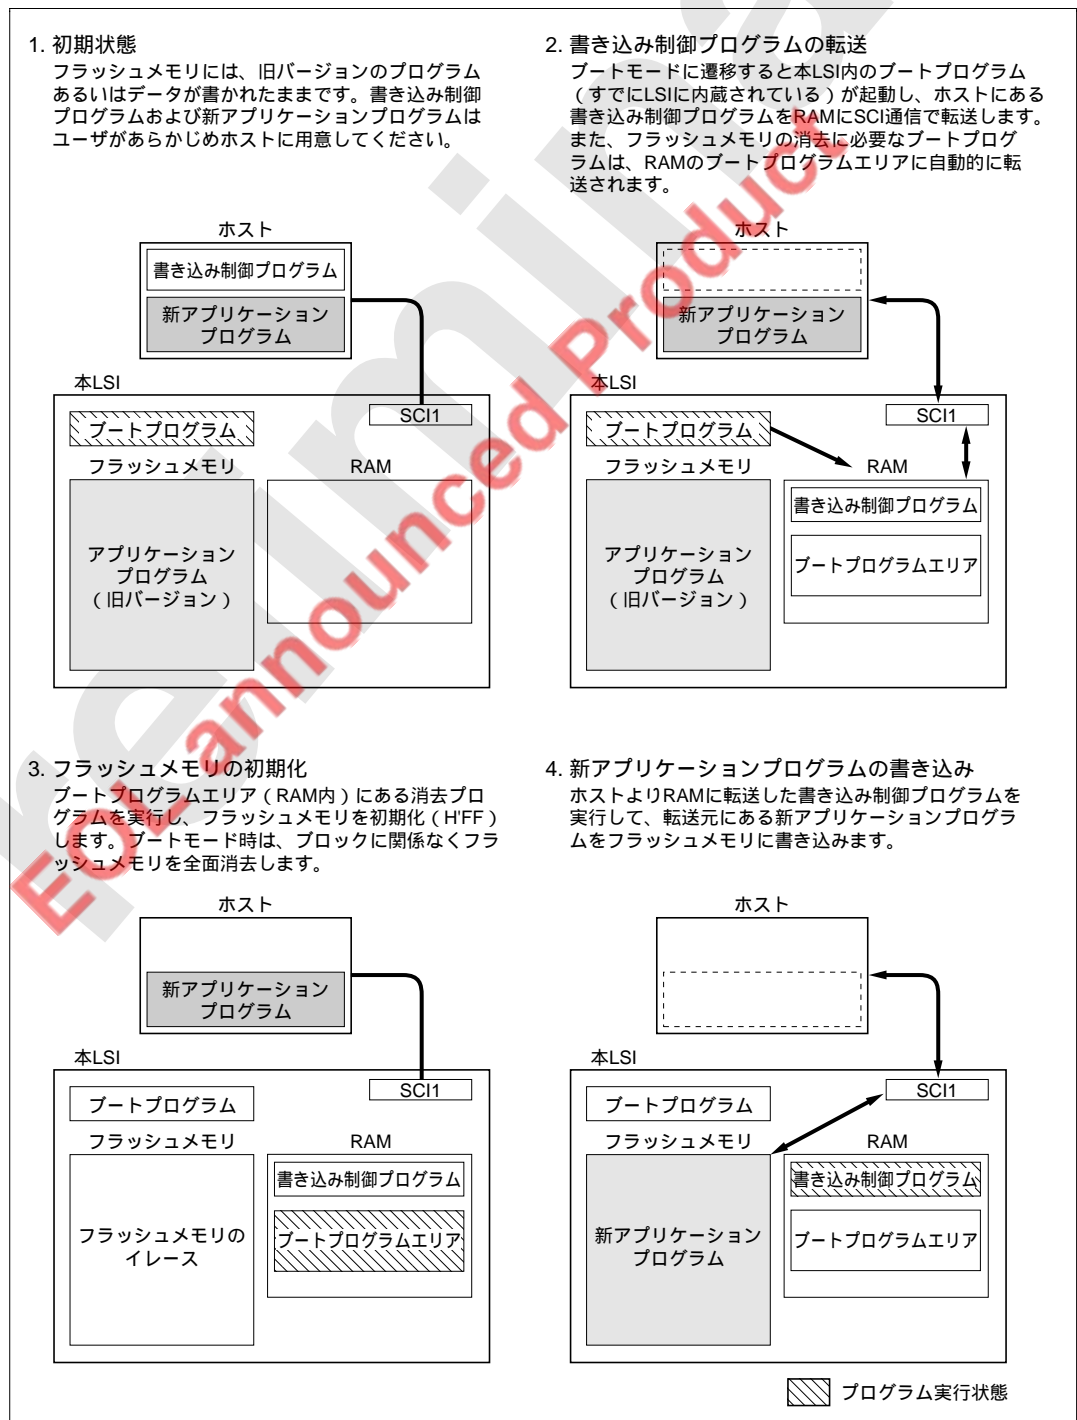 1. 初期状態
フラッシュメモリには、旧バージョンのプログラム
あるいはデータが書かれたままです。書き込み制御
プログラムおよび新アプリケーションプログラムは
ユーザがあらかじめホストに用意してください。
ホスト
書き込み制御プログラム
新アプリケーション
プログラム
本LSI
SCI1
ブートプログラム
フラッシュメモリ
RAM
アプリケーション
プログラム
（旧バージョン）
2. 書き込み制御プログラムの転送
ブートモードに遷移すると本LSI内のブートプログラム
（すでにLSIに内蔵されている）が起動し、ホストにある
書き込み制御プログラムをRAMにSCI通信で転送します。
また、フラッシュメモリの消去に必要なブートプログ
ラムは、RAMのブートプログラムエリアに自動的に転
送されます。
ホスト
新アプリケーション
プログラム
本LSI
SCI1
ブートプログラム
フラッシュメモリ
RAM
書き込み制御プログラム
アプリケーション
プログラム
（旧バージョン）
ブートプログラムエリア
3. フラッシュメモリの初期化
ブートプログラムエリア（RAM内）にある消去プロ
グラムを実行し、フラッシュメモリを初期化（H'FF）
します。ブートモード時は、ブロックに関係なくフラ
ッシュメモリを全面消去します。
ホスト
新アプリケーション
プログラム
本LSI
SCI1
ブートプログラム
フラッシュメモリ
RAM
書き込み制御プログラム
フラッシュメモリの
イレース
ブートプログラムエリア
4. 新アプリケーションプログラムの書き込み
ホストよりRAMに転送した書き込み制御プログラムを
実行して、転送元にある新アプリケーションプログラ
ムをフラッシュメモリに書き込みます。
ホスト
本LSI
SCI1
ブートプログラム
フラッシュメモリ
RAM
書き込み制御プログラム
新アプリケーション
プログラム
ブートプログラムエリア
プログラム実行状態
EOL announced Product